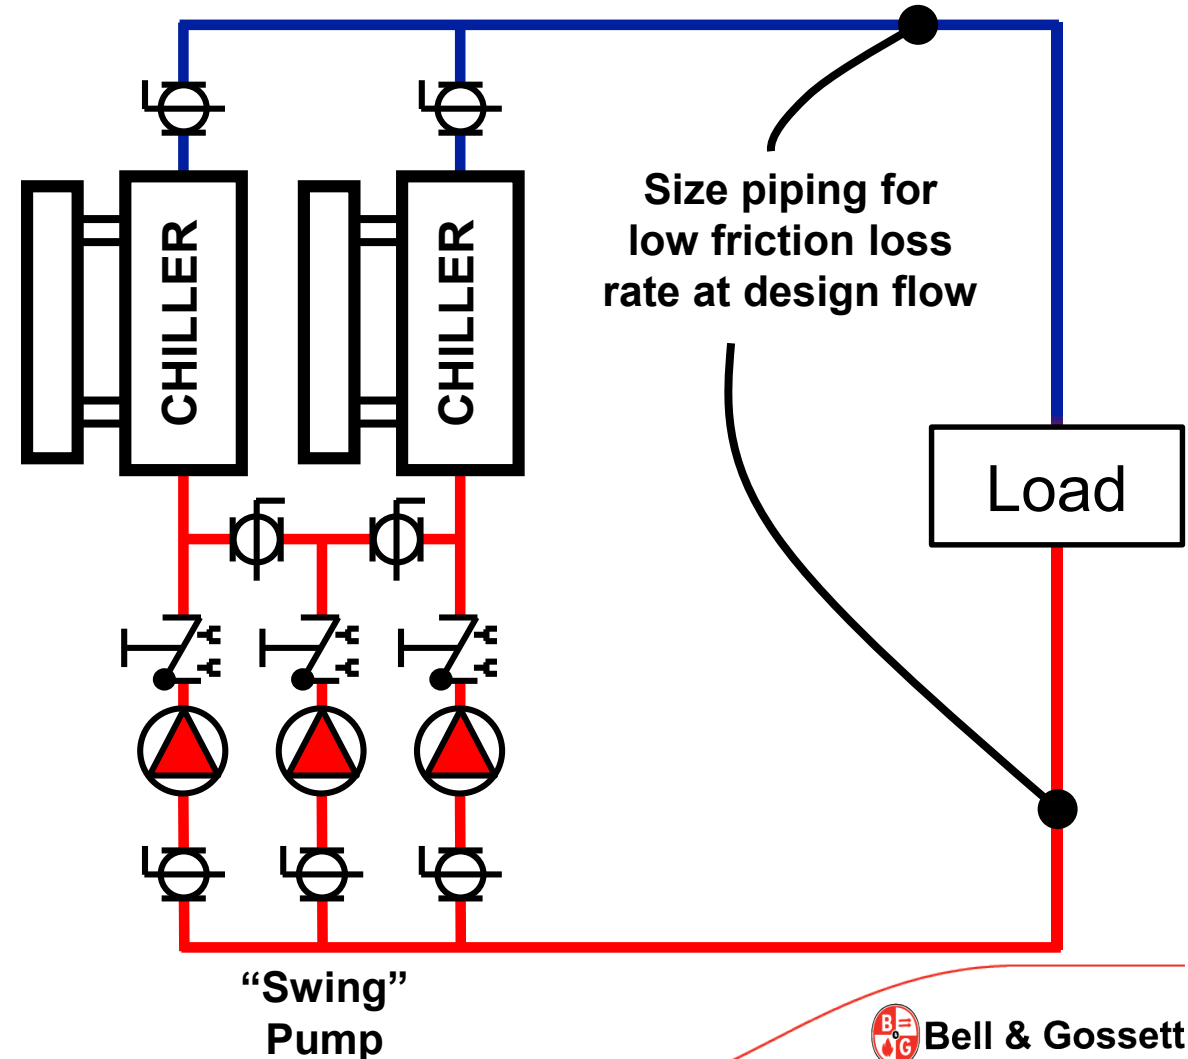 CHILLER
CHILLER
Size piping for
low friction loss
rate at design flow
Load
“Swing”
Pump
B
G
Bell & Gossett